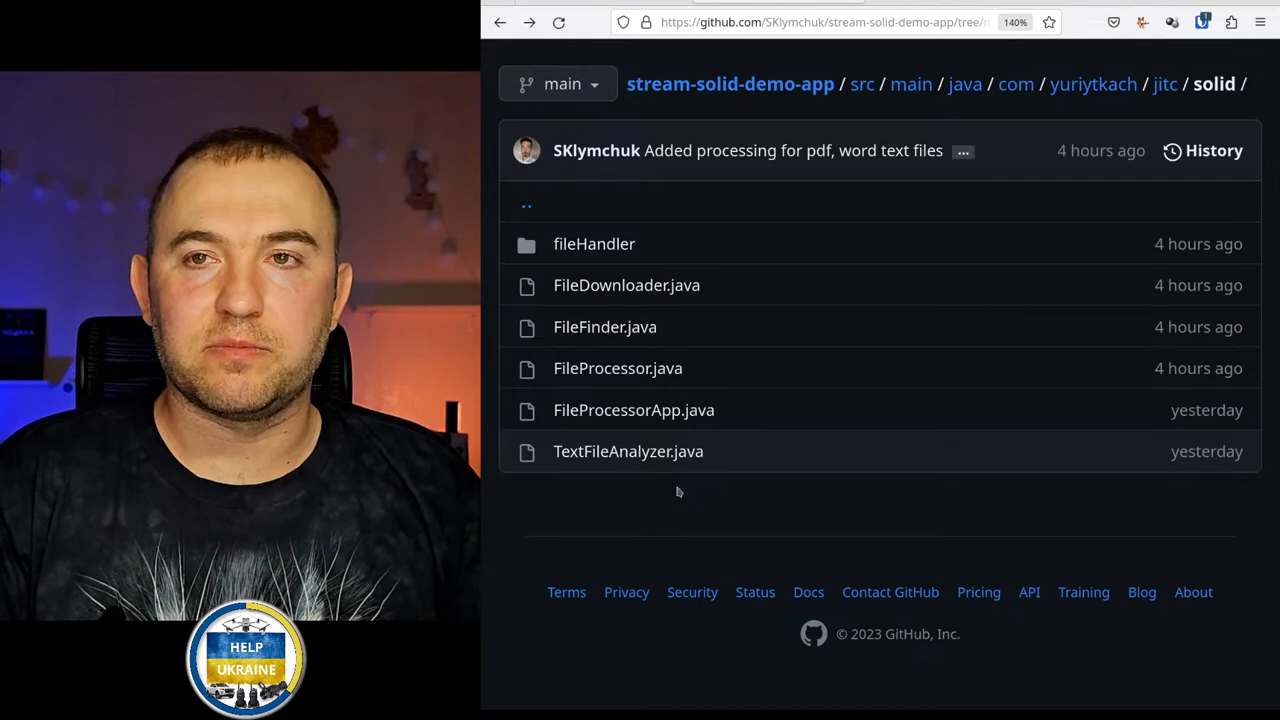 https://github.com/SKlymchuk/stream-solid-demo-app/tree/m
140%
main
stream-solid-demo-app / src / main / java / com / yuriytkach / jitc / solid /
SKlymchuk Added processing for pdf, word text files ... 4 hours ago History
..
fileHandler 4 hours ago
FileDownloader.java 4 hours ago
FileFinder.java 4 hours ago
FileProcessor.java 4 hours ago
FileProcessorApp.java yesterday
TextFileAnalyzer.java yesterday
Terms Privacy Security Status Docs Contact GitHub Pricing API Training Blog About
© 2023 GitHub, Inc.
HELP
UKRAINE